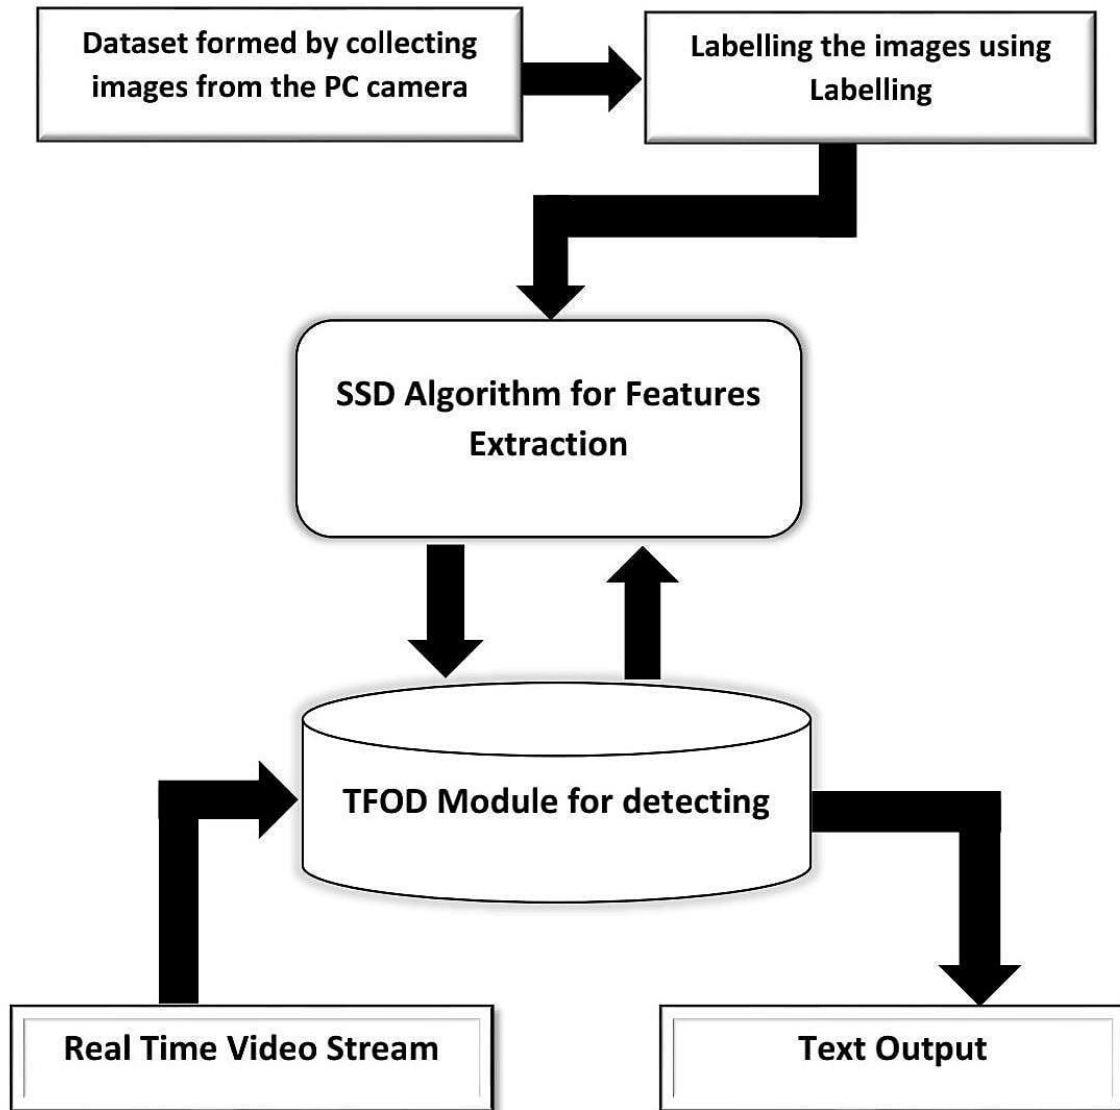 Dataset formed by collecting
images from the PC camera
Labelling the images using
Labelling
SSD Algorithm for Features
Extraction
TFOD Module for detecting
Real Time Video Stream
Text Output